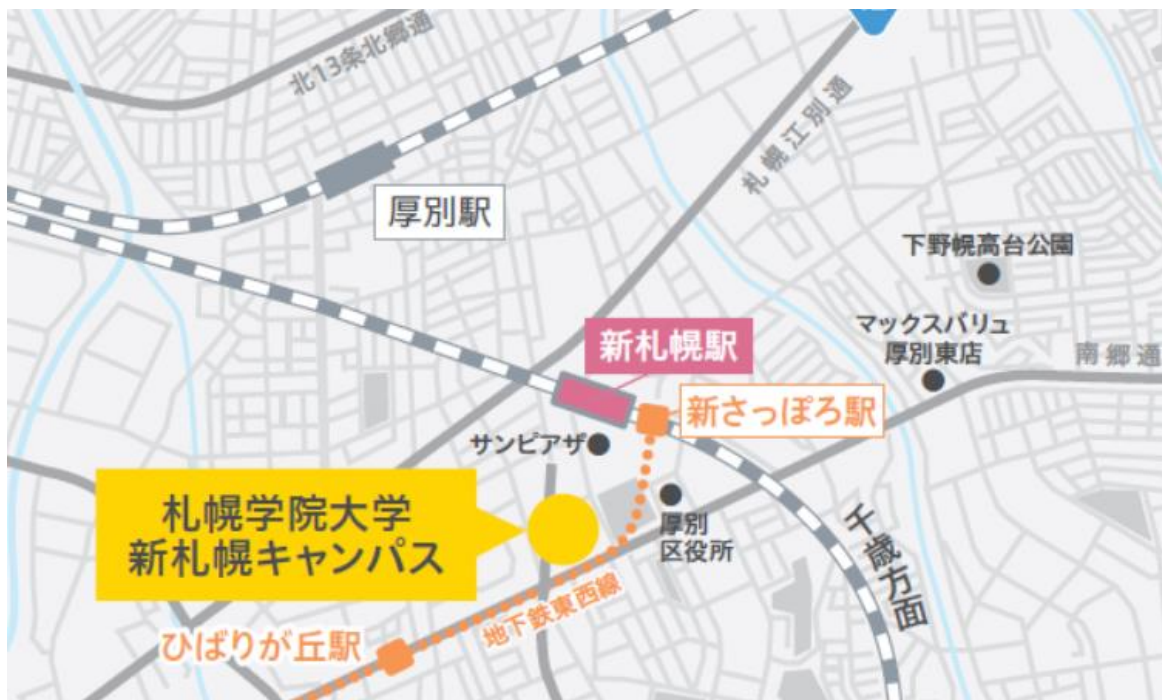 北13条北郷通
札幌江別通
厚別駅
下野幌高台公園
新札幌駅
マックスバリュ
厚別東店
南郷通
新さっぽろ駅
サンピアザ
札幌学院大学
新札幌キャンパス
厚別
区役所
千歳方面
地下鉄東西線
ひばりが丘駅